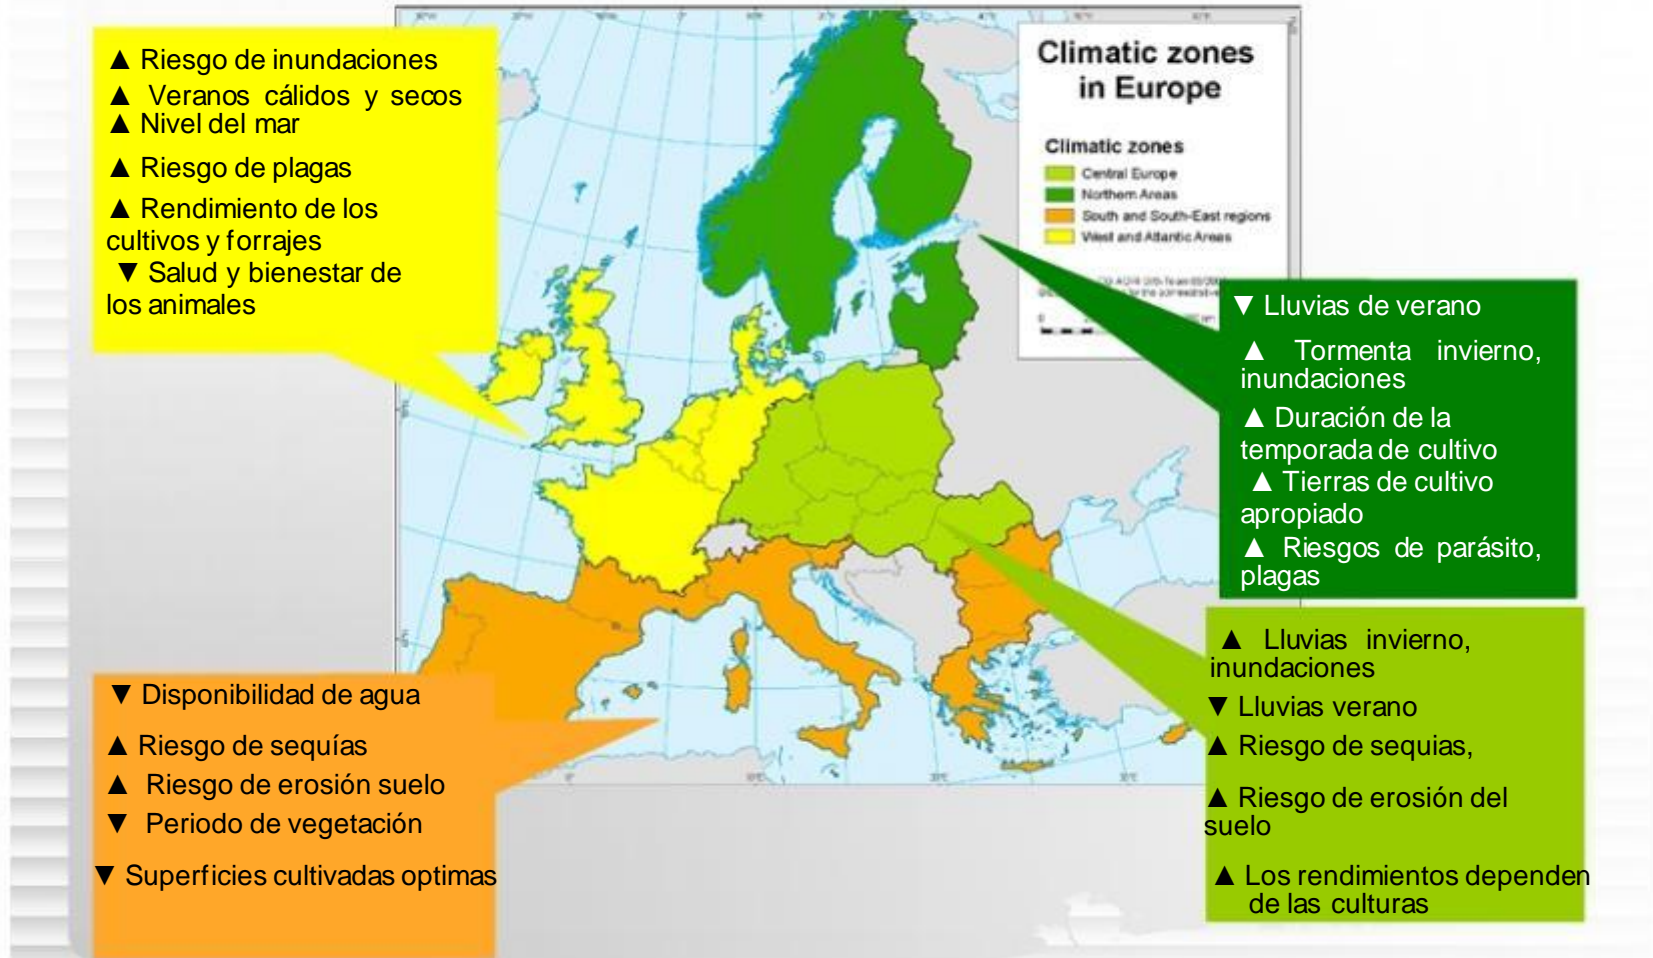 ▲ Riesgo de inundaciones
▲ Veranos cálidos y secos
▲ Nivel del mar
▲ Riesgo de plagas
▲ Rendimiento de los
cultivos y forrajes
▼ Salud y bienestar de
los animales
Climatic zones
in Europe
Climatic zones
Central Europe
Northern Areas
South and South-East regions
West and Atlantic Areas
▼ Lluvias de verano
▲ Tormenta invierno,
inundaciones
▲ Duración de la
temporada de cultivo
▲ Tierras de cultivo
apropiado
▲ Riesgos de parásito,
plagas
▼ Disponibilidad de agua
▲ Riesgo de sequías
▲ Riesgo de erosión suelo
▼ Periodo de vegetación
▼ Superficies cultivadas optimas
▲ Lluvias invierno,
inundaciones
▼ Lluvias verano
▲ Riesgo de sequias,
▲ Riesgo de erosión del
suelo
▲ Los rendimientos dependen
de las culturas